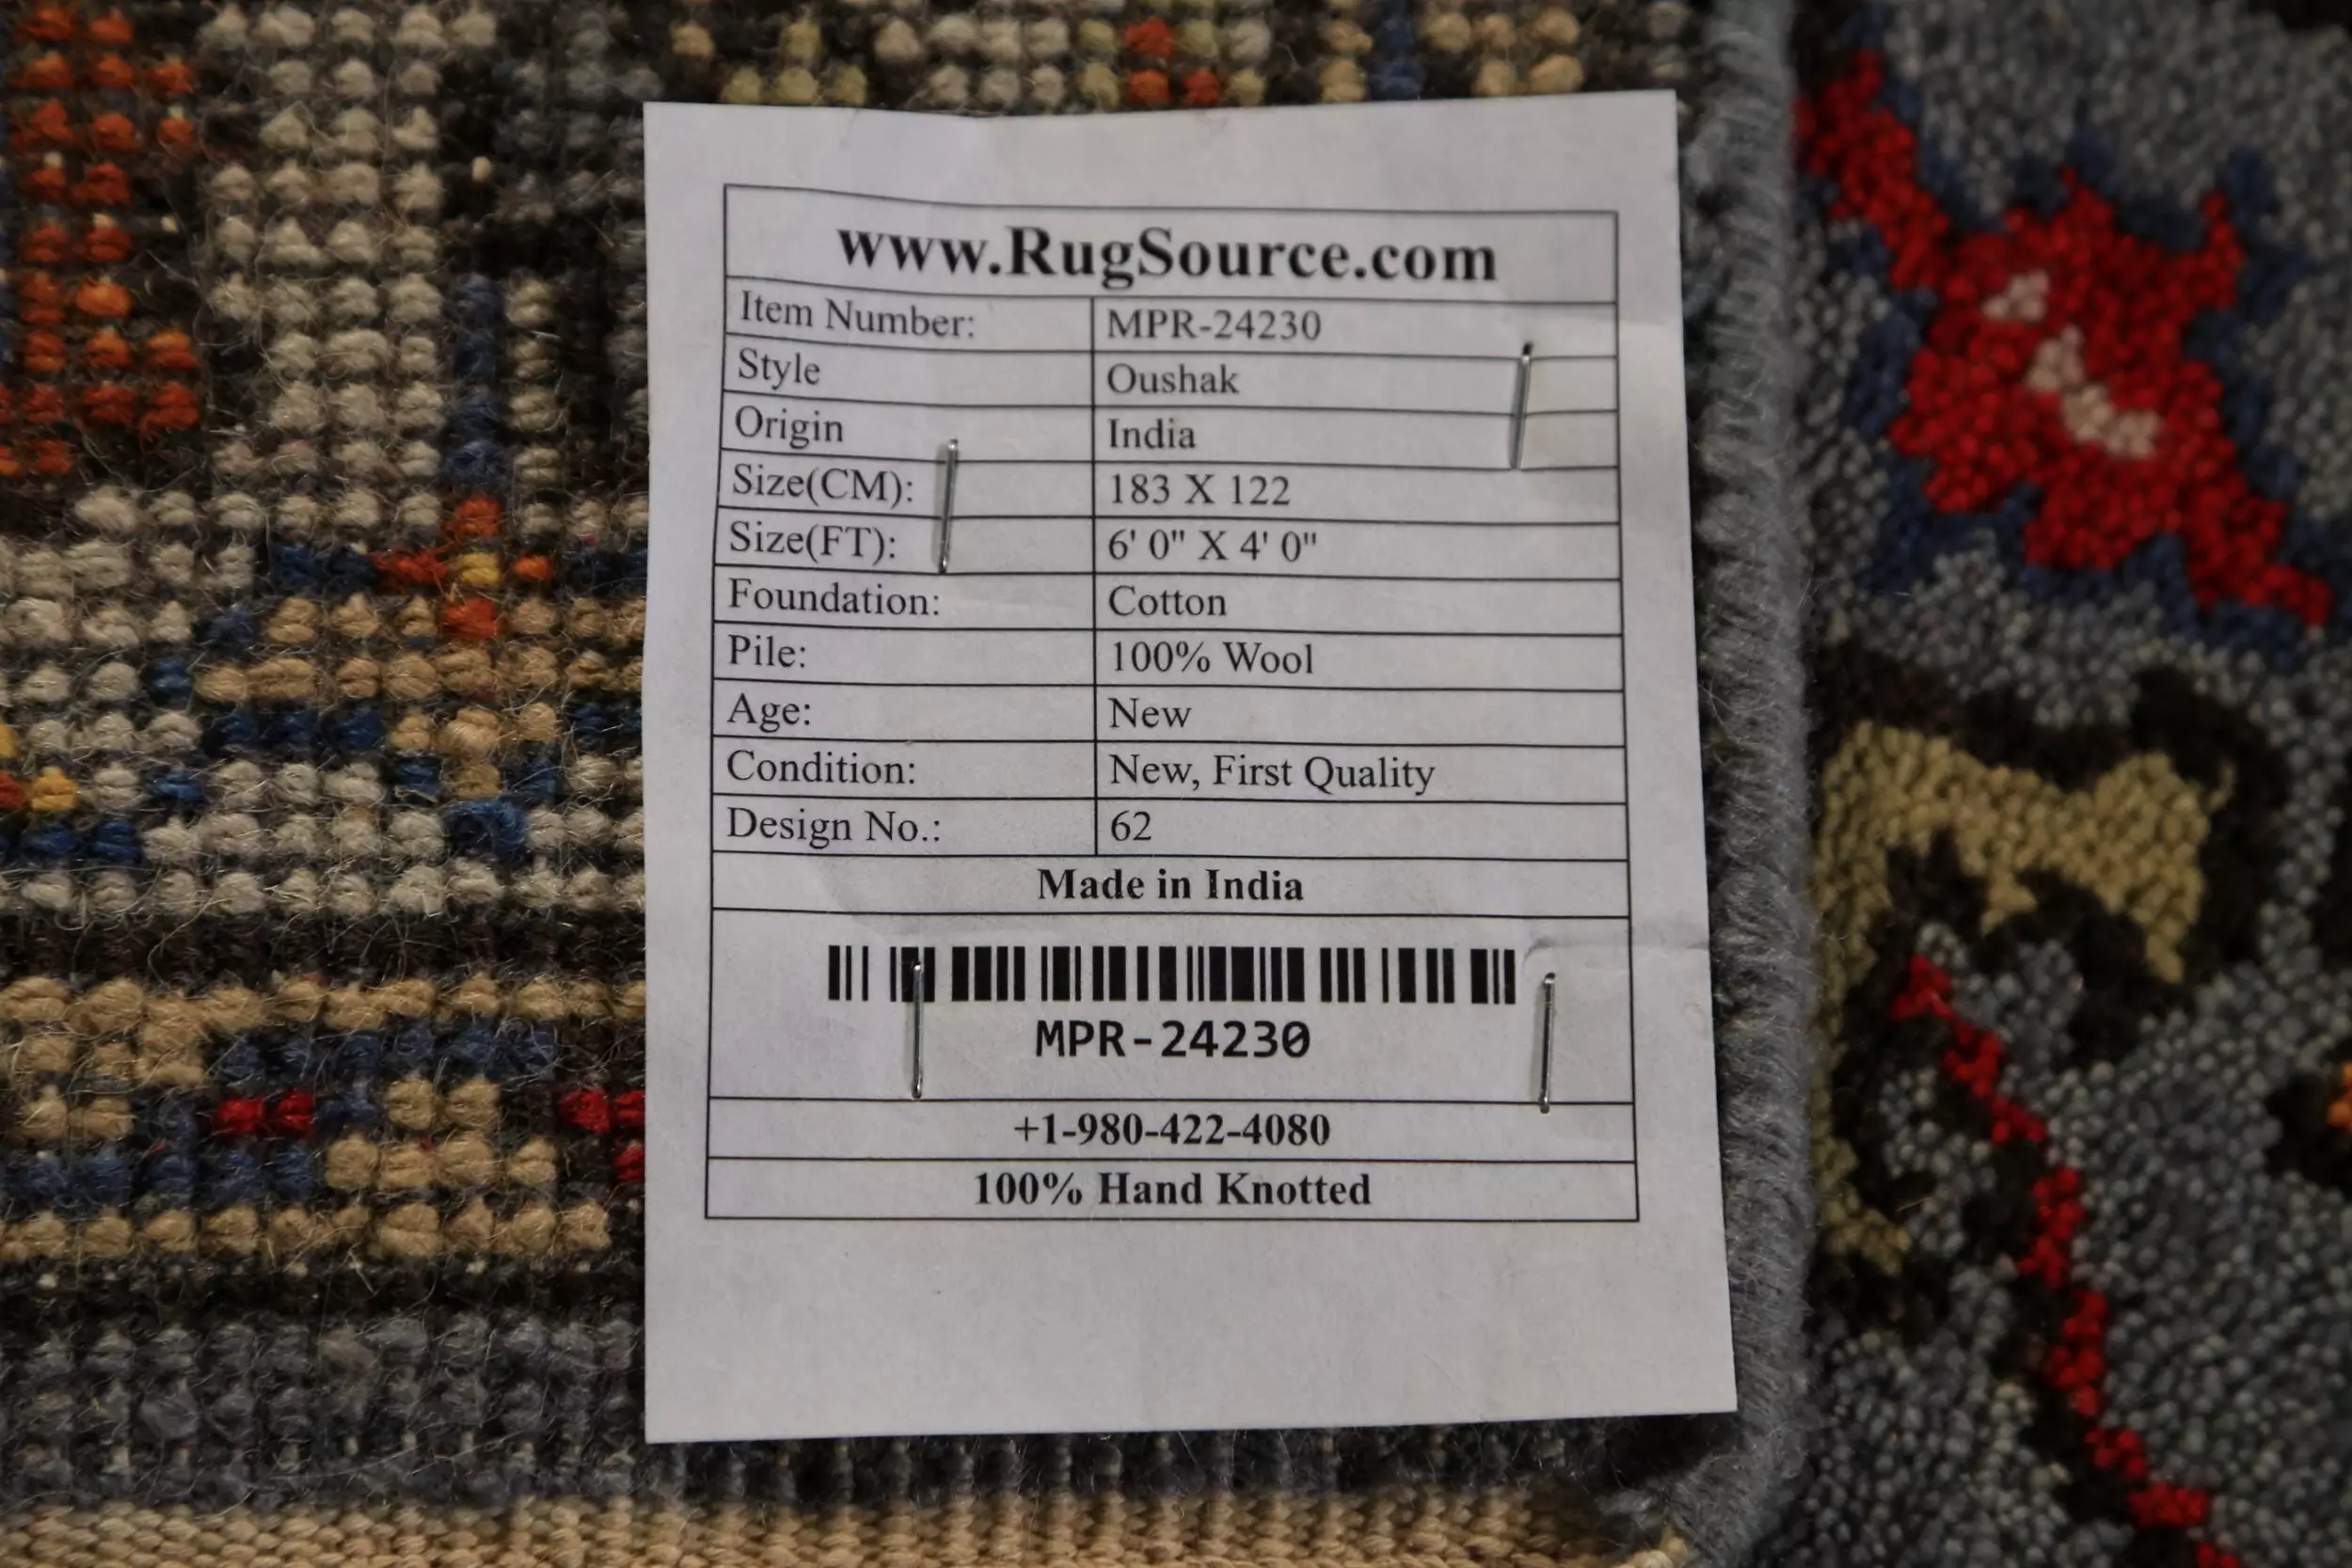 www.RugSource.com
Item Number: MPR-24230
Style Oushak
Origin India
Size(CM): 183 X 122
Size(FT): 6' 0" X 4' 0"
Foundation: Cotton
Pile: 100% Wool
Age: New
Condition: New, First Quality
Design No.: 62
Made in India
MPR-24230
+1-980-422-4080
100% Hand Knotted